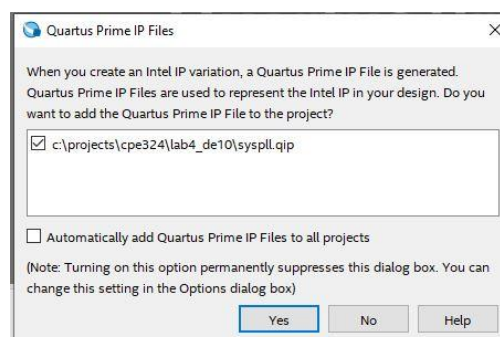 Quartus Prime IP Files
When you create an Intel IP variation, a Quartus Prime IP File is generated.
Quartus Prime IP Files are used to represent the Intel IP in your design. Do you
want to add the Quartus Prime IP File to the project?
c:\projects\cpe324\lab4_de10\syspll.qip
Automatically add Quartus Prime IP Files to all projects
(Note: Turning on this option permanently suppresses this dialog box. You can
change this setting in the Options dialog box)
Yes No Help